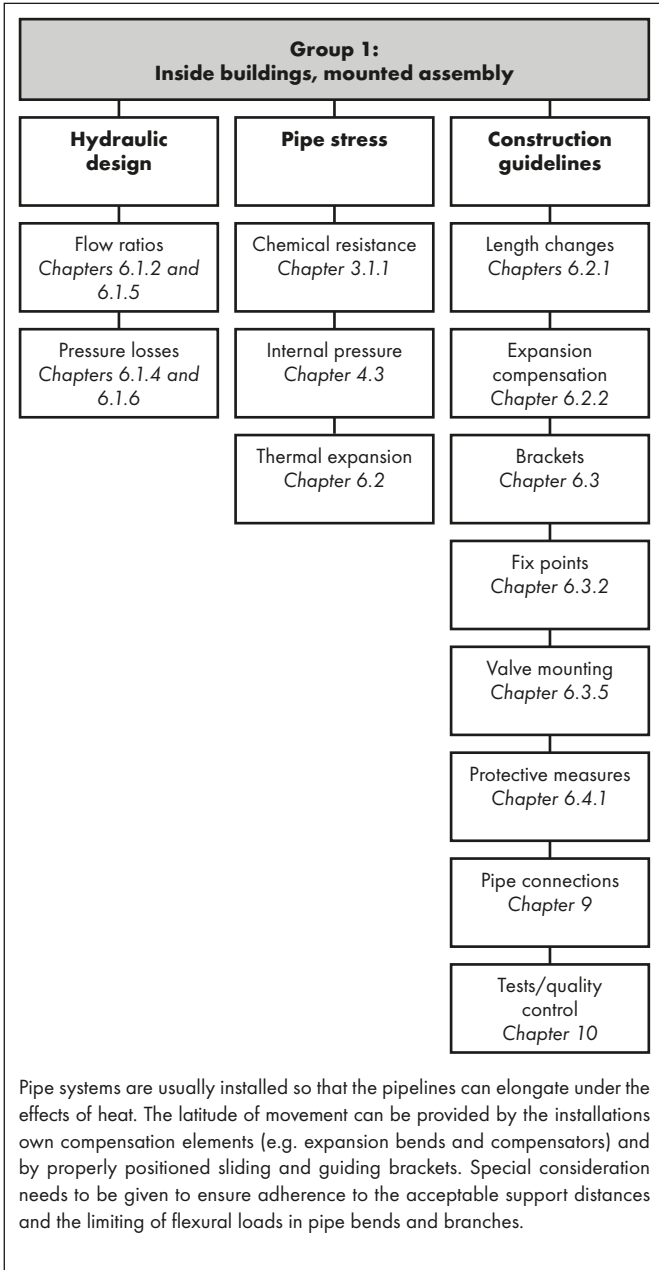 Group 1:
Inside buildings, mounted assembly
Hydraulic
design
Flow ratios
Chapters 6.1.2 and
6.1.5
Pressure losses
Chapters 6.1.4 and
6.1.6
Pipe stress
Chemical resistance
Chapter 3.1.1
Internal pressure
Chapter 4.3
Thermal expansion
Chapter 6.2
Construction
guidelines
Length changes
Chapters 6.2.1
Expansion
compensation
Chapter 6.2.2
Brackets
Chapter 6.3
Fix points
Chapter 6.3.2
Valve mounting
Chapter 6.3.5
Protective measures
Chapter 6.4.1
Pipe connections
Chapter 9
Tests/quality
control
Chapter 10
Pipe systems are usually installed so that the pipelines can elongate under the
effects of heat. The latitude of movement can be provided by the installations
own compensation elements (e.g. expansion bends and compensators) and
by properly positioned sliding and guiding brackets. Special consideration
needs to be given to ensure adherence to the acceptable support distances
and the limiting of flexural loads in pipe bends and branches.